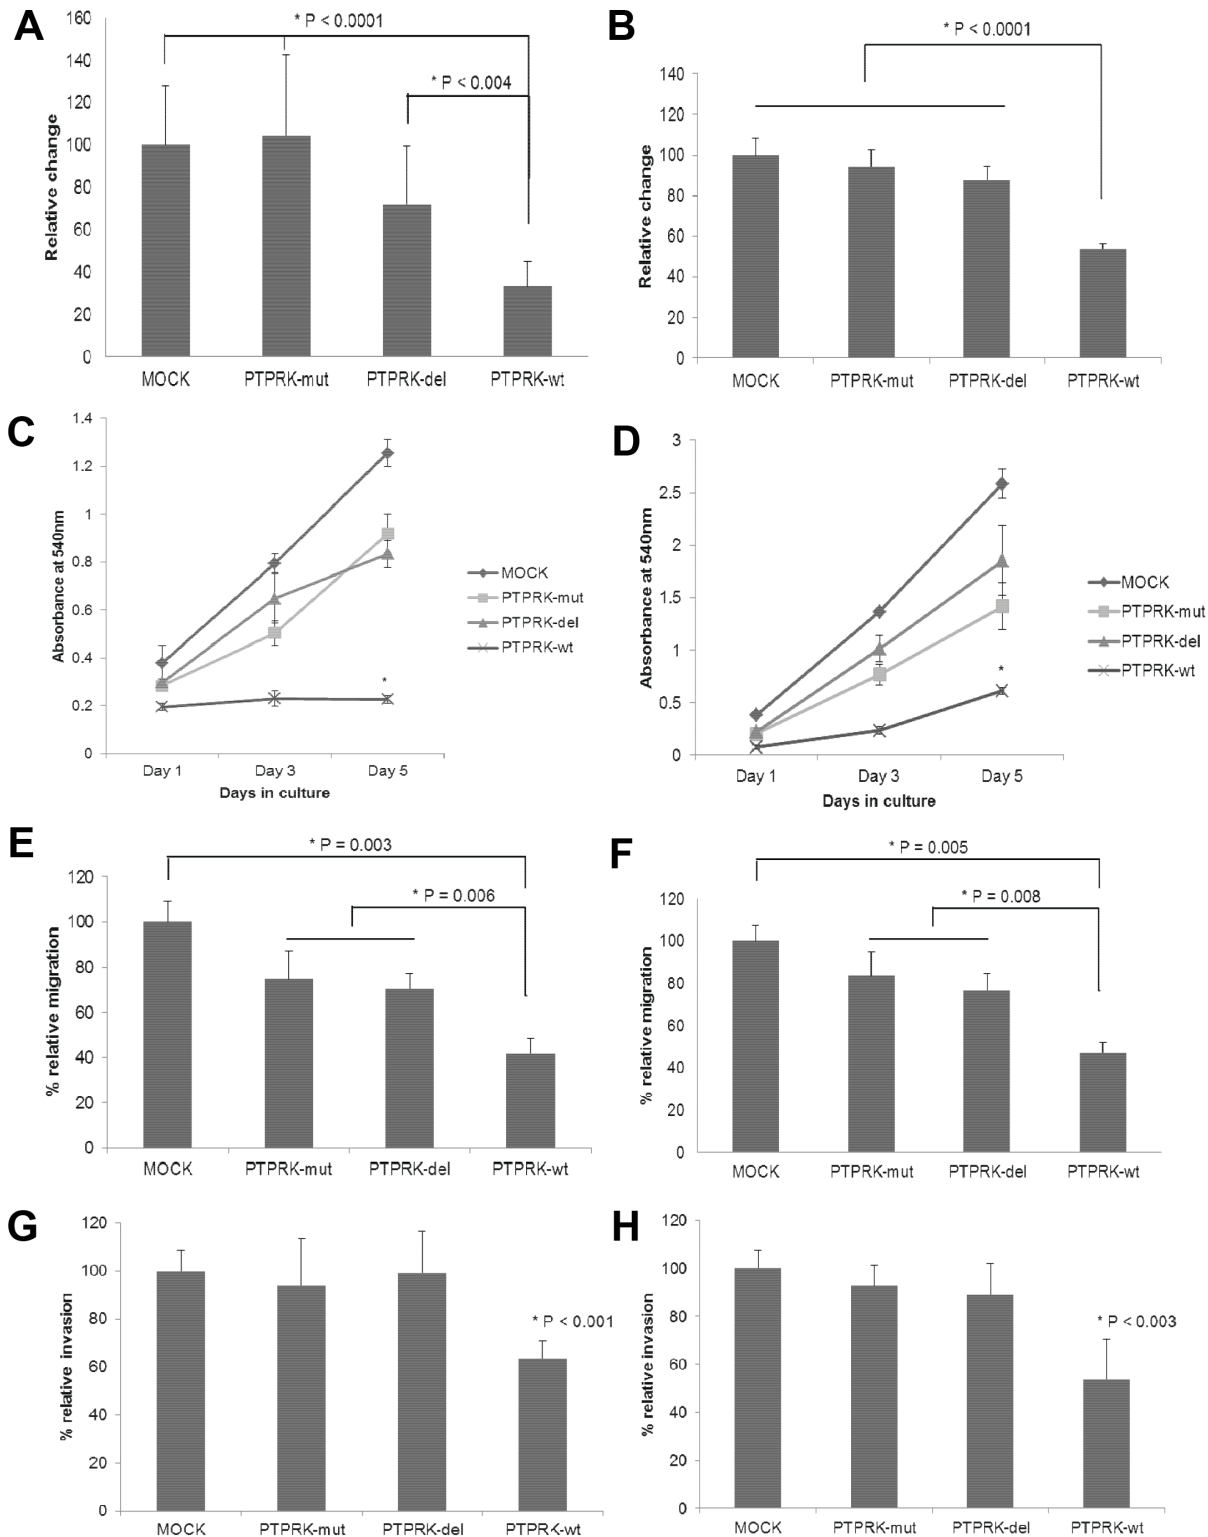 A
* P < 0.0001
* P < 0.004
160
140
120
100
80
60
40
20
0
Relative change
MOCK PTPRK-mut PTPRK-del PTPRK-wt
B
* P < 0.0001
140
120
100
80
60
40
20
0
Relative change
MOCK PTPRK-mut PTPRK-del PTPRK-wt
C
1.4
1.2
1
0.8
0.6
0.4
0.2
0
Absorbance at 540nm
*
MOCK
PTPRK-mut
PTPRK-del
PTPRK-wt
Day 1 Day 3 Day 5
Days in culture
D
3
2.5
2
1.5
1
0.5
0
Absorbance at 540nm
*
MOCK
PTPRK-mut
PTPRK-del
PTPRK-wt
Day 1 Day 3 Day 5
Days in culture
E
* P = 0.003
* P = 0.006
120
100
80
60
40
20
0
% relative migration
MOCK PTPRK-mut PTPRK-del PTPRK-wt
F
* P = 0.005
* P = 0.008
120
100
80
60
40
20
0
% relative migration
MOCK PTPRK-mut PTPRK-del PTPRK-wt
G
120
100
80
60
40
20
0
% relative invasion
* P < 0.001
MOCK PTPRK-mut PTPRK-del PTPRK-wt
H
120
100
80
60
40
20
0
% relative invasion
* P < 0.003
MOCK PTPRK-mut PTPRK-del PTPRK-wt